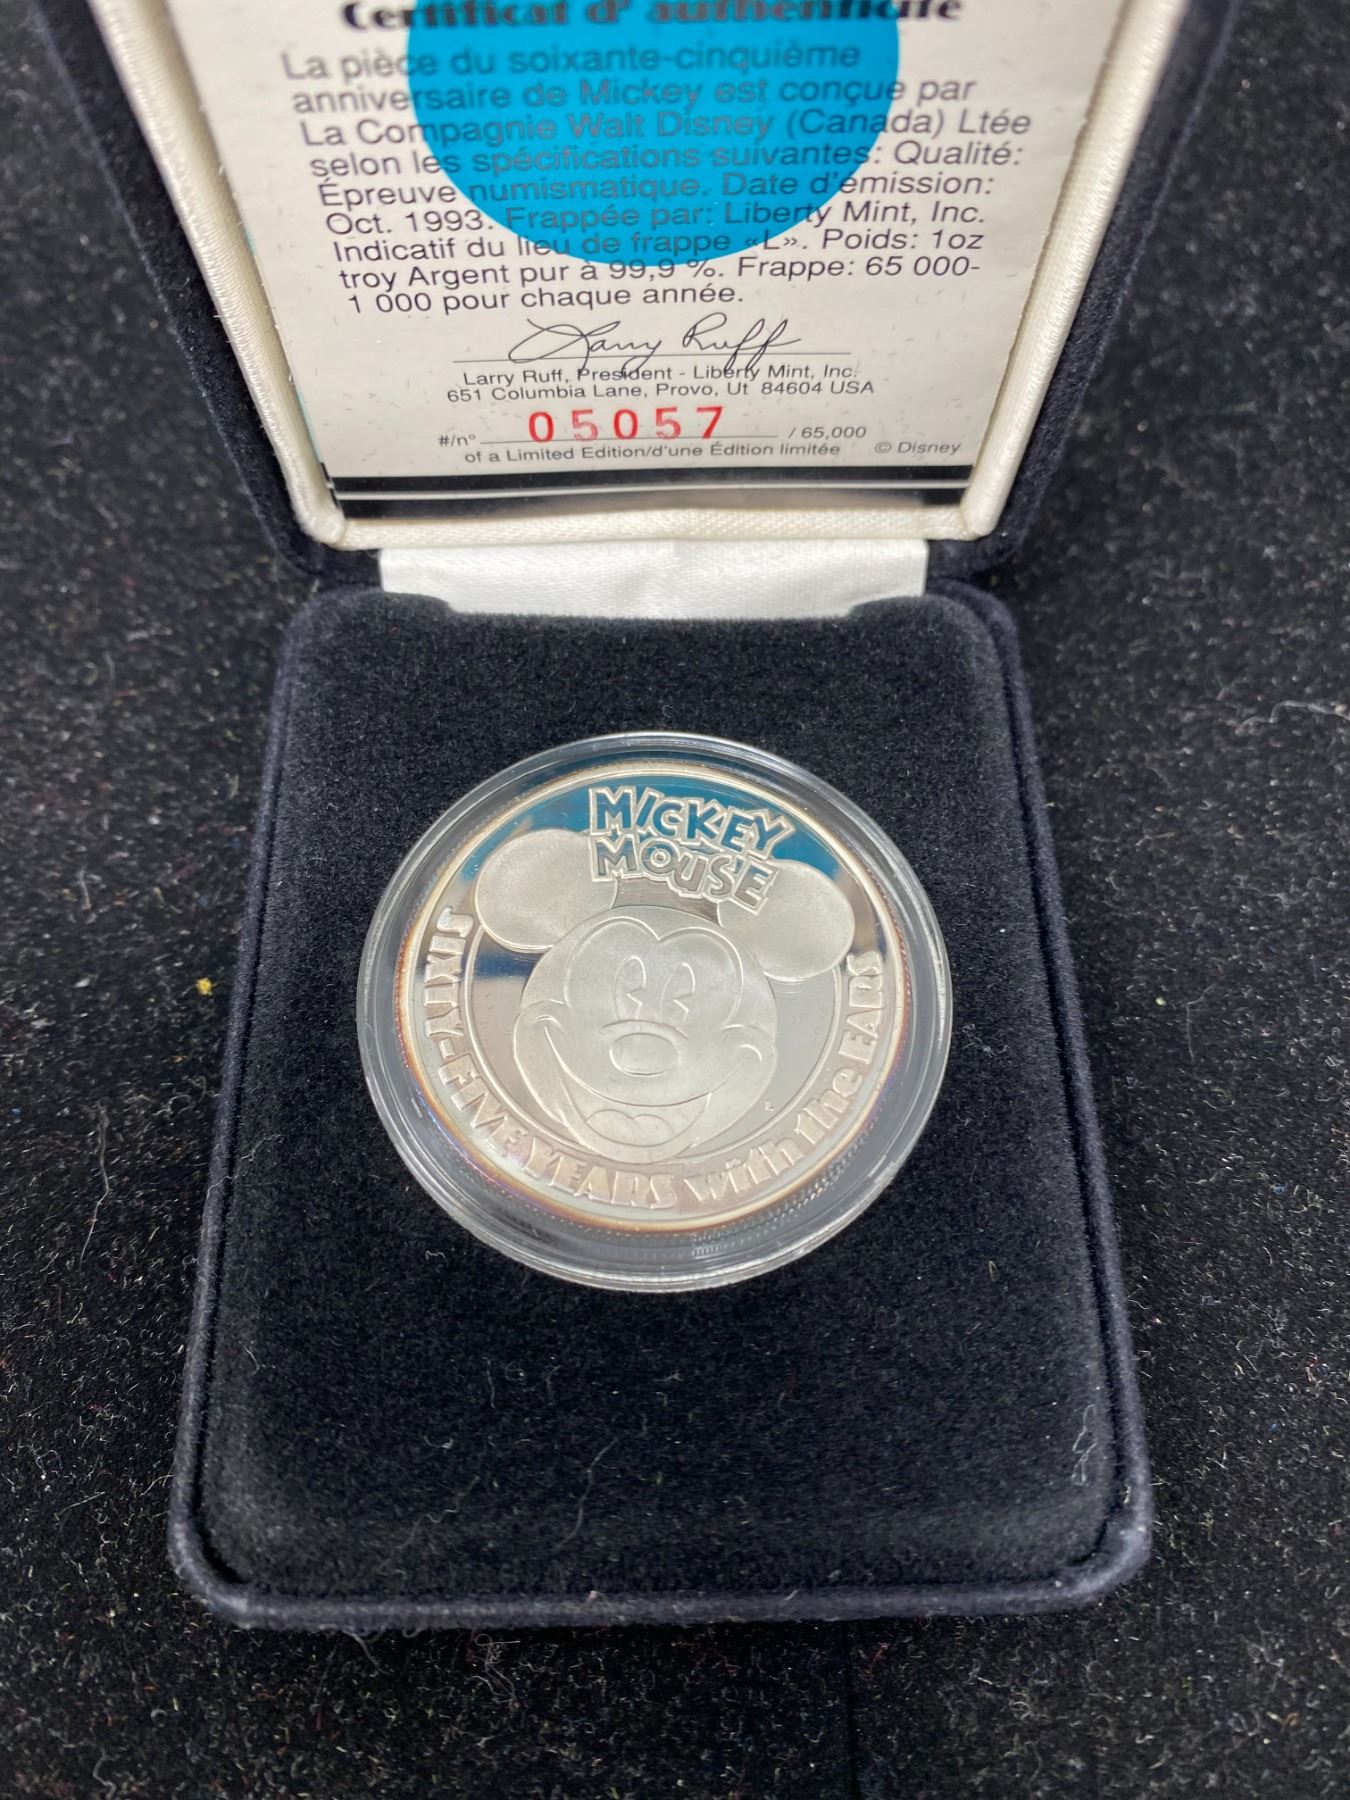 Certificat d' authenticité
La pièce du soixante-cinquième
anniversaire de Mickey est conçue par
La Compagnie Walt Disney (Canada) Ltée
selon les spécifications suivantes: Qualité:
Épreuve numismatique. Date d'émission:
Oct. 1993. Frappée par: Liberty Mint, Inc.
Indicatif du lieu de frappe «L». Poids: 1oz
troy Argent pur à 99,9 %. Frappe: 65 000-
1 000 pour chaque année.
Larry Ruff
Larry Ruff, President - Liberty Mint, Inc.
651 Columbia Lane, Provo, Ut 84604 USA
#/n° 05057 / 65,000
of a Limited Edition/d'une Édition limitée © Disney
MICKEY
MOUSE
SIXTY-FIVE YEARS with the EARS